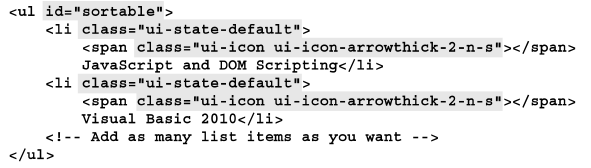 <ul id="sortable">
<li class="ui-state-default">
<span class="ui-icon ui-icon-arrowthick-2-n-s"></span>
JavaScript and DOM Scripting</li>
<li class="ui-state-default">
<span class="ui-icon ui-icon-arrowthick-2-n-s"></span>
Visual Basic 2010</li>
<!-- Add as many list items as you want -->
</ul>